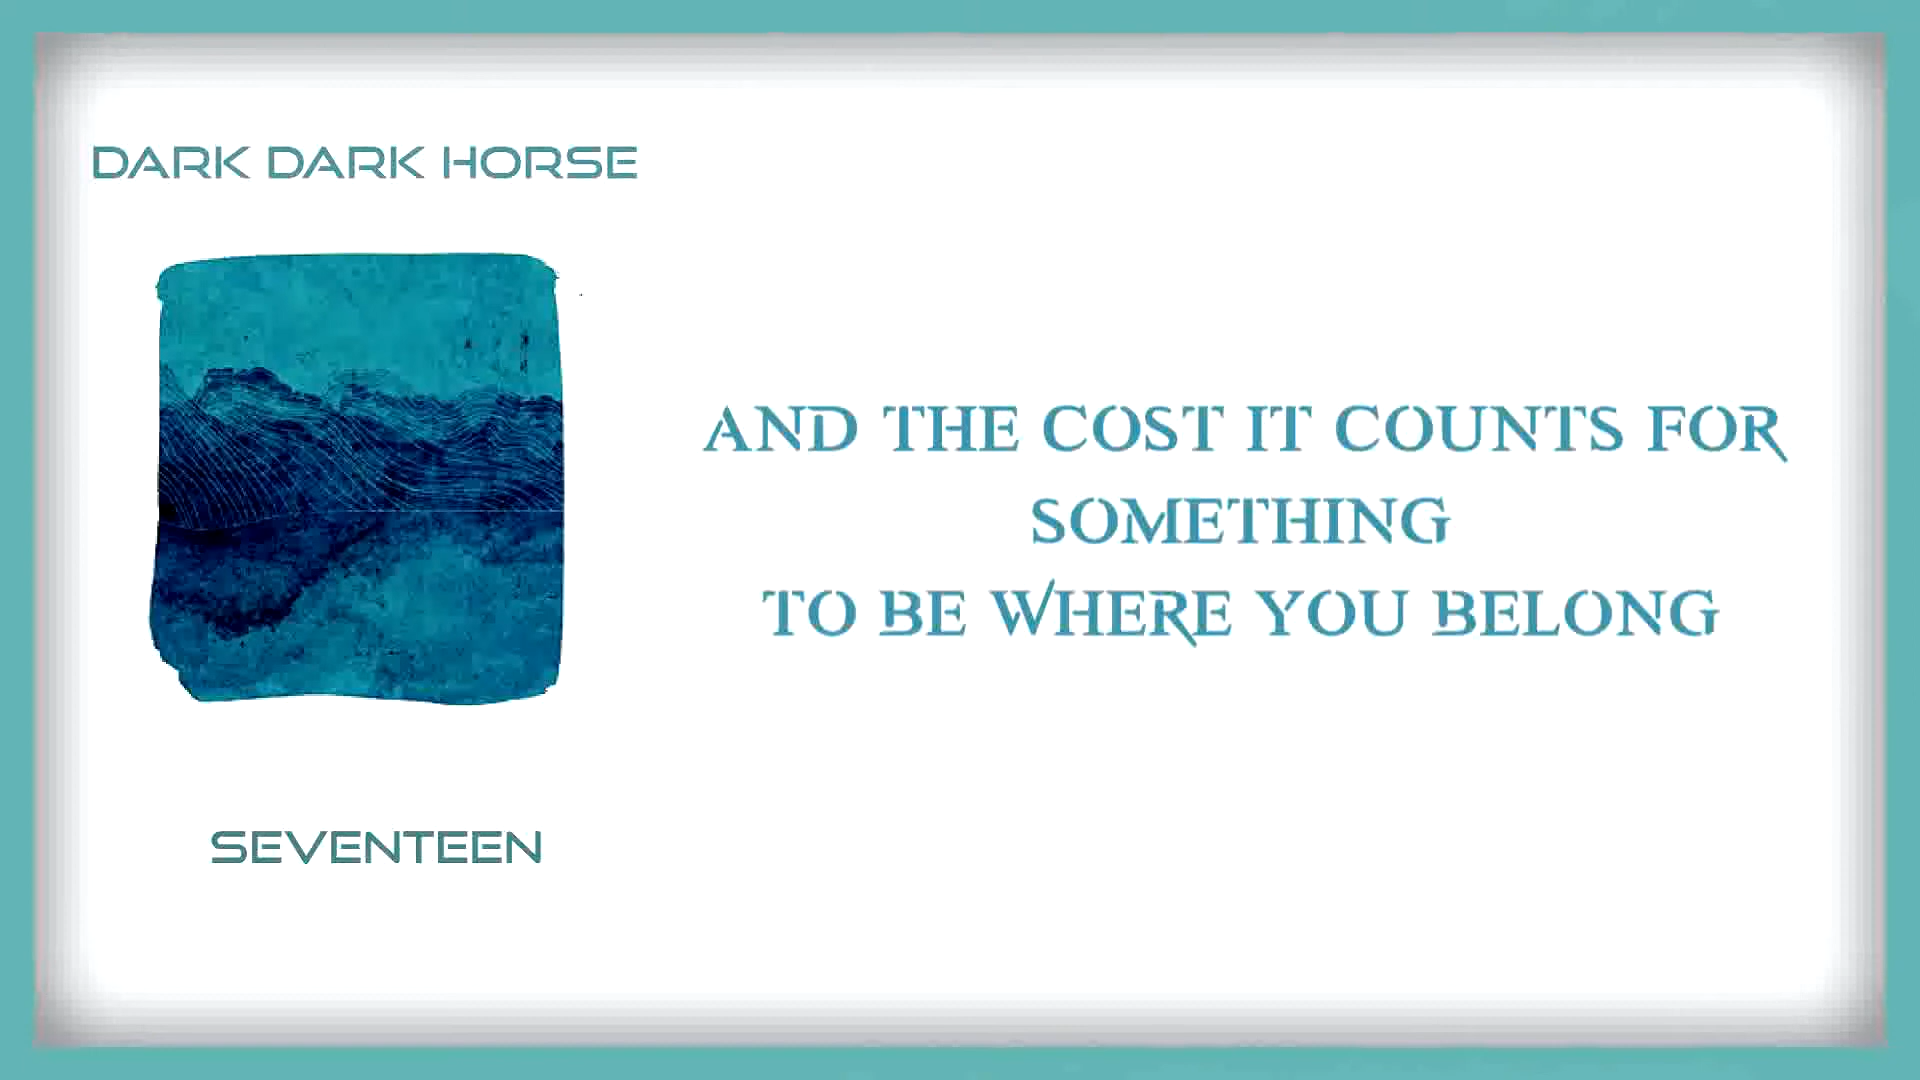 DARK DARK HORSE
AND THE COST IT COUNTS FOR
SOMETHING
TO BE WHERE YOU BELONG
SEVENTEEN